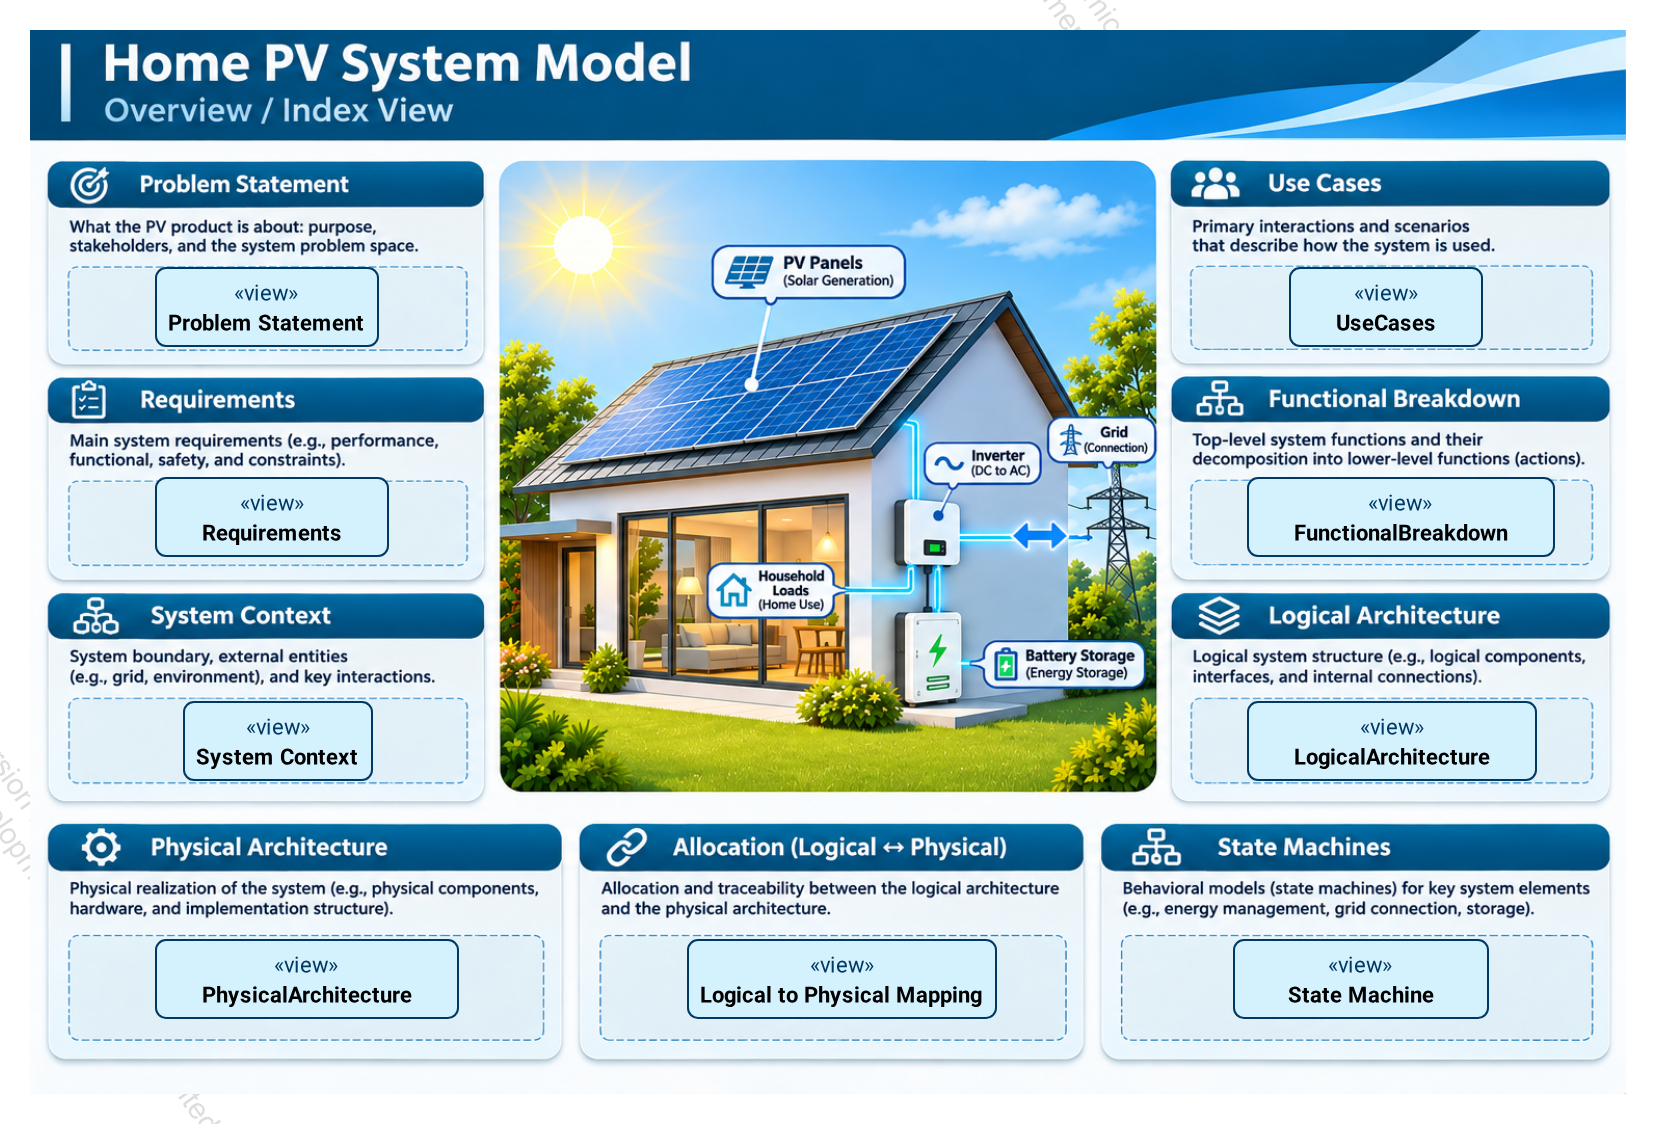 Home PV System Model
Overview / Index View
Problem Statement
What the PV product is about: purpose,
stakeholders, and the system problem space.
«view»
Problem Statement
Requirements
Main system requirements (e.g., performance,
functional, safety, and constraints).
«view»
Requirements
System Context
System boundary, external entities
(e.g., grid, environment), and key interactions.
«view»
System Context
PV Panels
(Solar Generation)
Inverter
(DC to AC)
Grid
(Connection)
Household
Loads
(Home Use)
Battery Storage
(Energy Storage)
Use Cases
Primary interactions and scenarios
that describe how the system is used.
«view»
UseCases
Functional Breakdown
Top-level system functions and their
decomposition into lower-level functions (actions).
«view»
FunctionalBreakdown
Logical Architecture
Logical system structure (e.g., logical components,
interfaces, and internal connections).
«view»
LogicalArchitecture
Physical Architecture
Physical realization of the system (e.g., physical components,
hardware, and implementation structure).
«view»
PhysicalArchitecture
Allocation (Logical ↔ Physical)
Allocation and traceability between the logical architecture
and the physical architecture.
«view»
Logical to Physical Mapping
State Machines
Behavioral models (state machines) for key system elements
(e.g., energy management, grid connection, storage).
«view»
State Machine